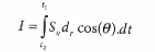 I = ∫_{t_2}^{t_1} S_o d_r cos(θ).dt